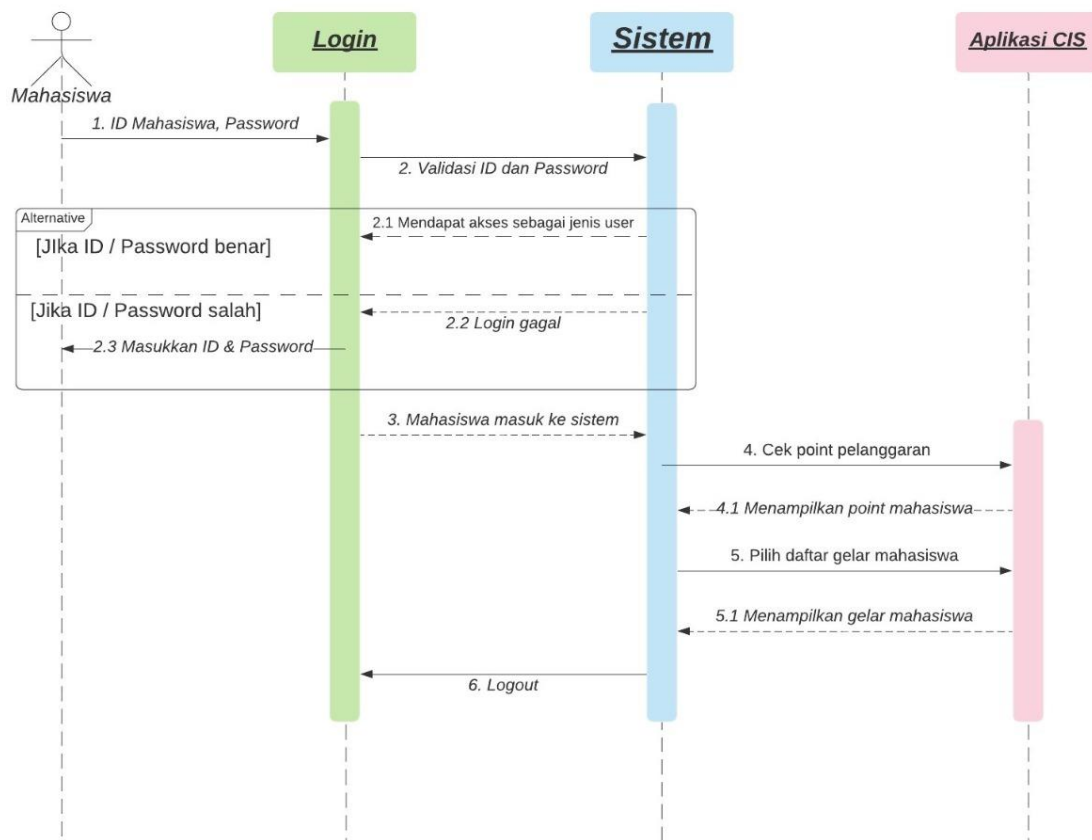 Mahasiswa
Login
Sistem
Aplikasi CIS
1. ID Mahasiswa, Password
2. Validasi ID dan Password
Alternative
2.1 Mendapat akses sebagai jenis user
[JIka ID / Password benar]
[Jika ID / Password salah]
2.2 Login gagal
2.3 Masukkan ID & Password
3. Mahasiswa masuk ke sistem
4. Cek point pelanggaran
4.1 Menampilkan point mahasiswa
5. Pilih daftar gelar mahasiswa
5.1 Menampilkan gelar mahasiswa
6. Logout